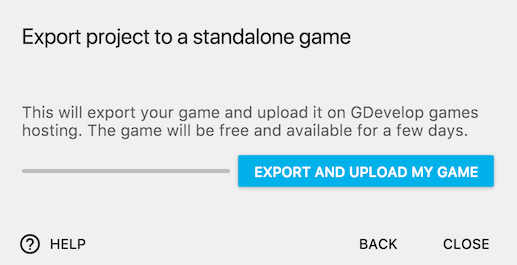 Export project to a standalone game
This will export your game and upload it on GDevelop games
hosting. The game will be free and available for a few days.
EXPORT AND UPLOAD MY GAME
? HELP
BACK
CLOSE